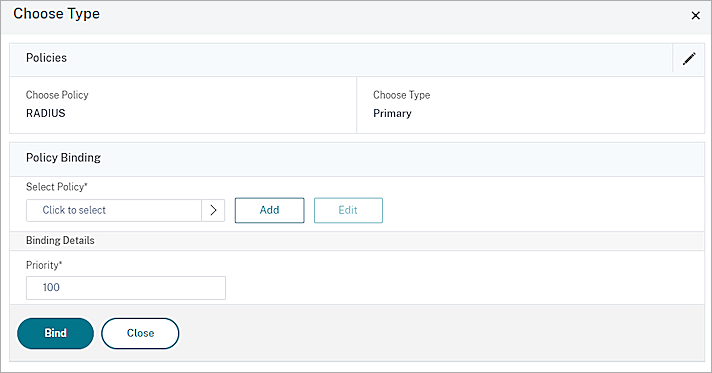 Choose Type
Policies
Choose Policy
RADIUS
Choose Type
Primary
Policy Binding
Select Policy*
Click to select
Add
Edit
Binding Details
Priority*
100
Bind
Close